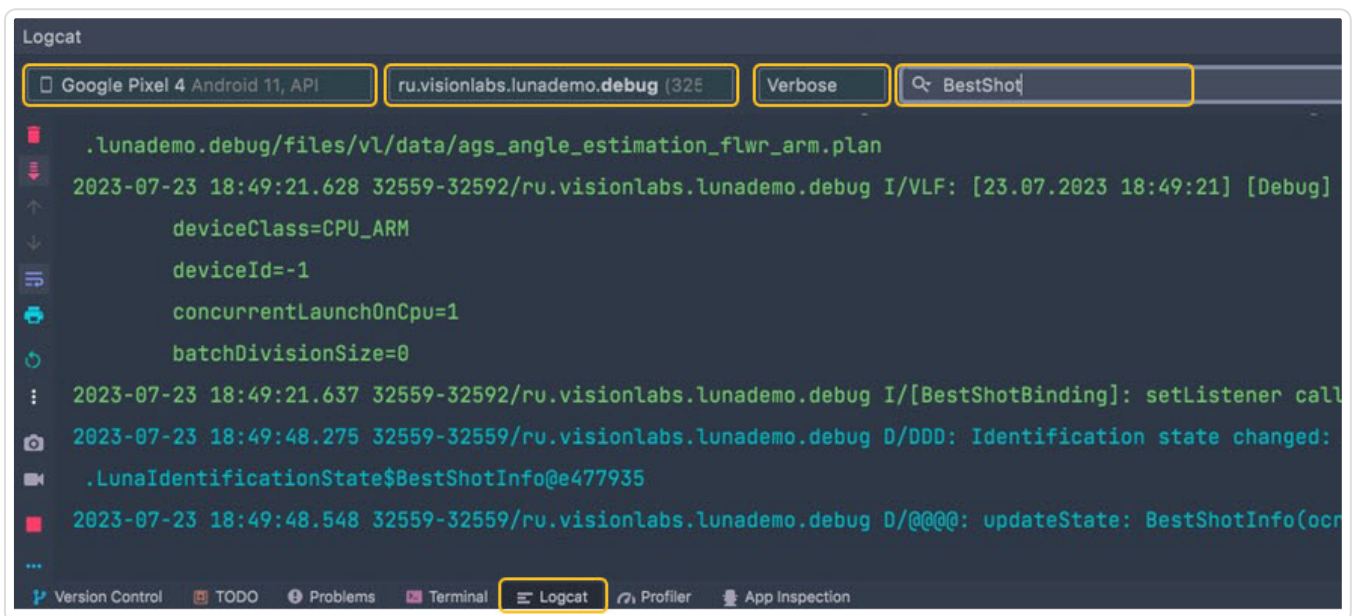 Logcat
Google Pixel 4 Android 11, API ru.visionlabs.lunademo.debug (325 Verbose BestShot
.lunademo.debug/files/vl/data/ags_angle_estimation_flwr_arm.plan
2023-07-23 18:49:21.628 32559-32592/ru.visionlabs.lunademo.debug I/VLF: [23.07.2023 18:49:21] [Debug]
deviceClass=CPU_ARM
deviceId=-1
concurrentLaunchOnCpu=1
batchDivisionSize=0
2023-07-23 18:49:21.637 32559-32592/ru.visionlabs.lunademo.debug I/[BestShotBinding]: setListener call
2023-07-23 18:49:48.275 32559-32559/ru.visionlabs.lunademo.debug D/DDD: Identification state changed:
.LunaIdentificationState$BestShotInfo@e477935
2023-07-23 18:49:48.548 32559-32559/ru.visionlabs.lunademo.debug D/@@@@: updateState: BestShotInfo(ocr
Version Control TODO Problems Terminal Logcat Profiler App Inspection